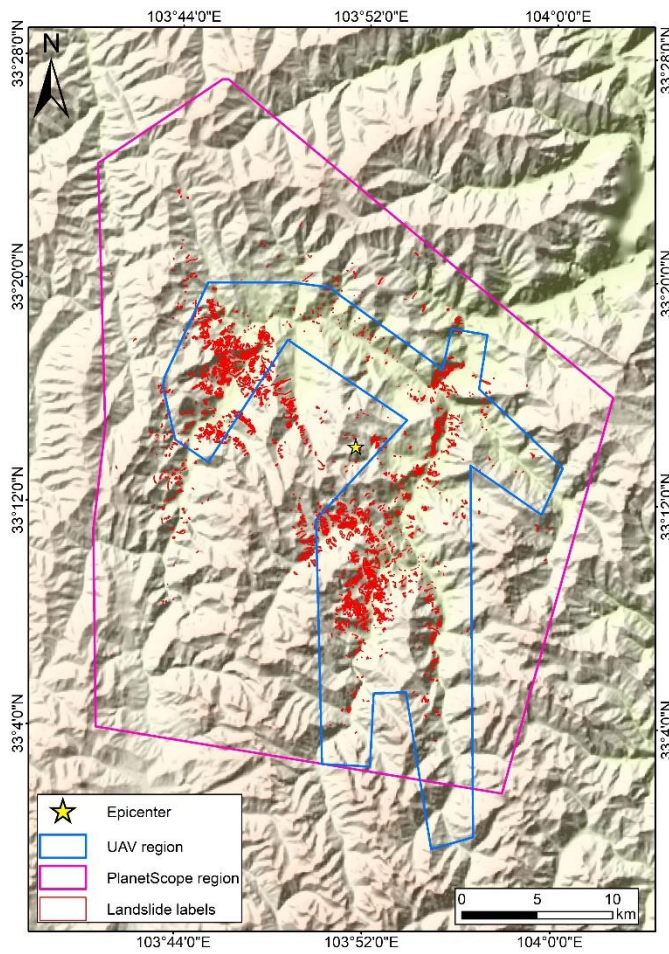 103°44'0"E 103°52'0"E 104°0'0"E
33°28'0"N 33°28'0"N
N
33°20'0"N 33°20'0"N
33°12'0"N 33°12'0"N
33°4'0"N 33°4'0"N
Epicenter
UAV region
PlanetScope region
Landslide labels
0 5 10
km
103°44'0"E 103°52'0"E 104°0'0"E